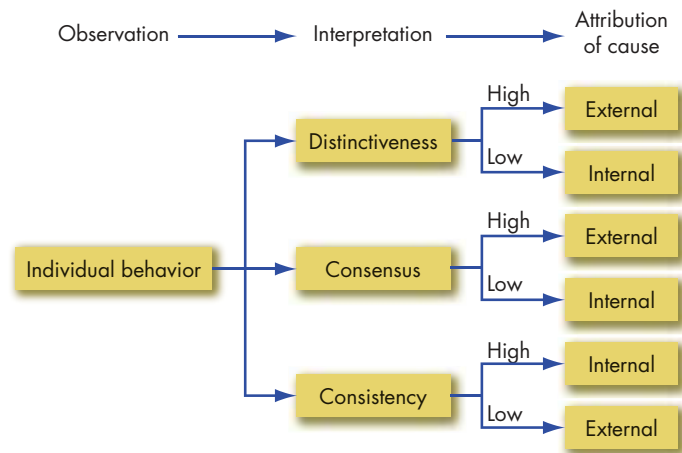 Observation
Interpretation
Attribution
of cause
High
External
Distinctiveness
Low
Internal
High
External
Individual behavior
Consensus
Low
Internal
High
Internal
Consistency
Low
External